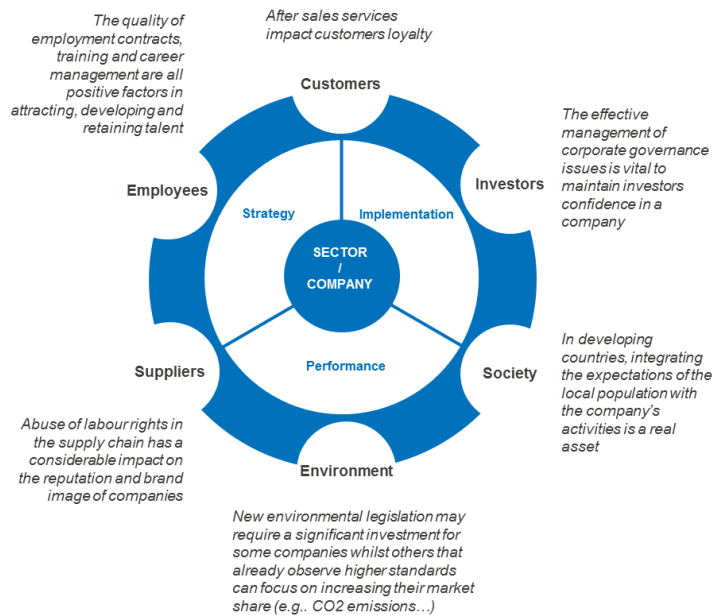 The quality of
employment contracts,
training and career
management are all
positive factors in
attracting, developing and
retaining talent
After sales services
impact customers loyalty
Customers
The effective
management of
corporate governance
issues is vital to
maintain investors
confidence in a
company
Employees
Investors
Strategy
Implementation
SECTOR
/
COMPANY
Performance
Suppliers
Society
In developing
countries, integrating
the expectations of the
local population with
the company's
activities is a real
asset
Abuse of labour rights in
the supply chain has a
considerable impact on
the reputation and brand
image of companies
Environment
New environmental legislation may
require a significant investment for
some companies whilst others that
already observe higher standards
can focus on increasing their market
share (e.g.. CO2 emissions…)